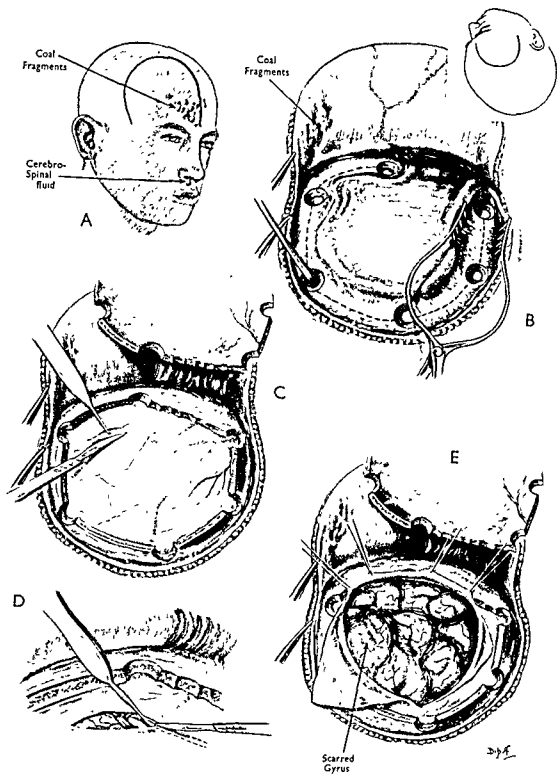 Coal
Fragments
Cerebro-
Spinal
fluid
A
Coal
Fragments
B
C
D
E
Scarred
Gyrus